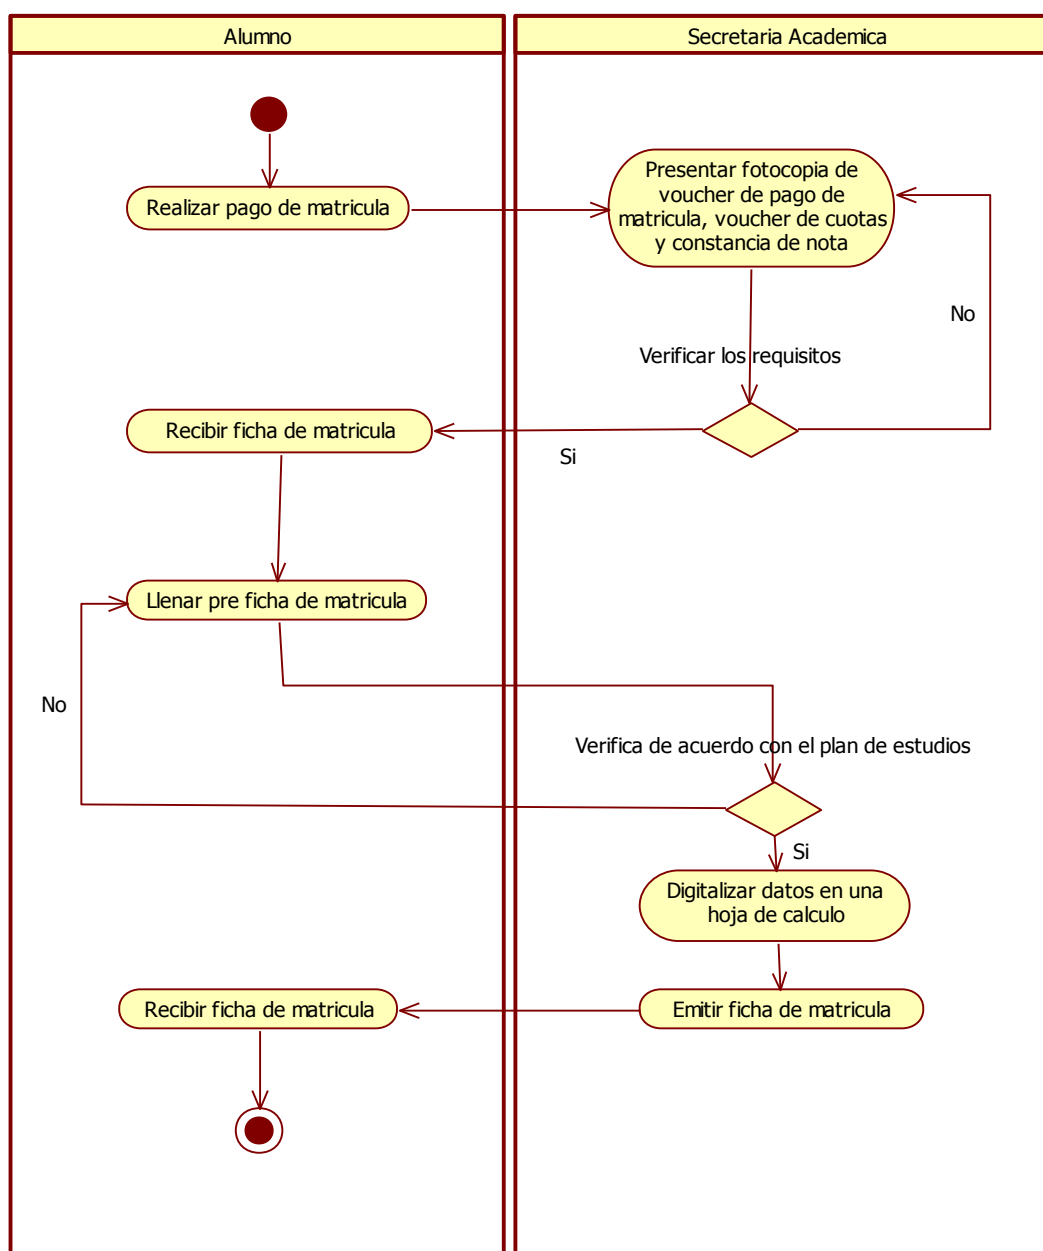 Alumno
Secretaria Academica
Realizar pago de matricula
Presentar fotocopia de
voucher de pago de
matricula, voucher de cuotas
y constancia de nota
No
Verificar los requisitos
Recibir ficha de matricula
Si
Llenar pre ficha de matricula
No
Verifica de acuerdo con el plan de estudios
Si
Digitalizar datos en una
hoja de calculo
Recibir ficha de matricula
Emitir ficha de matricula